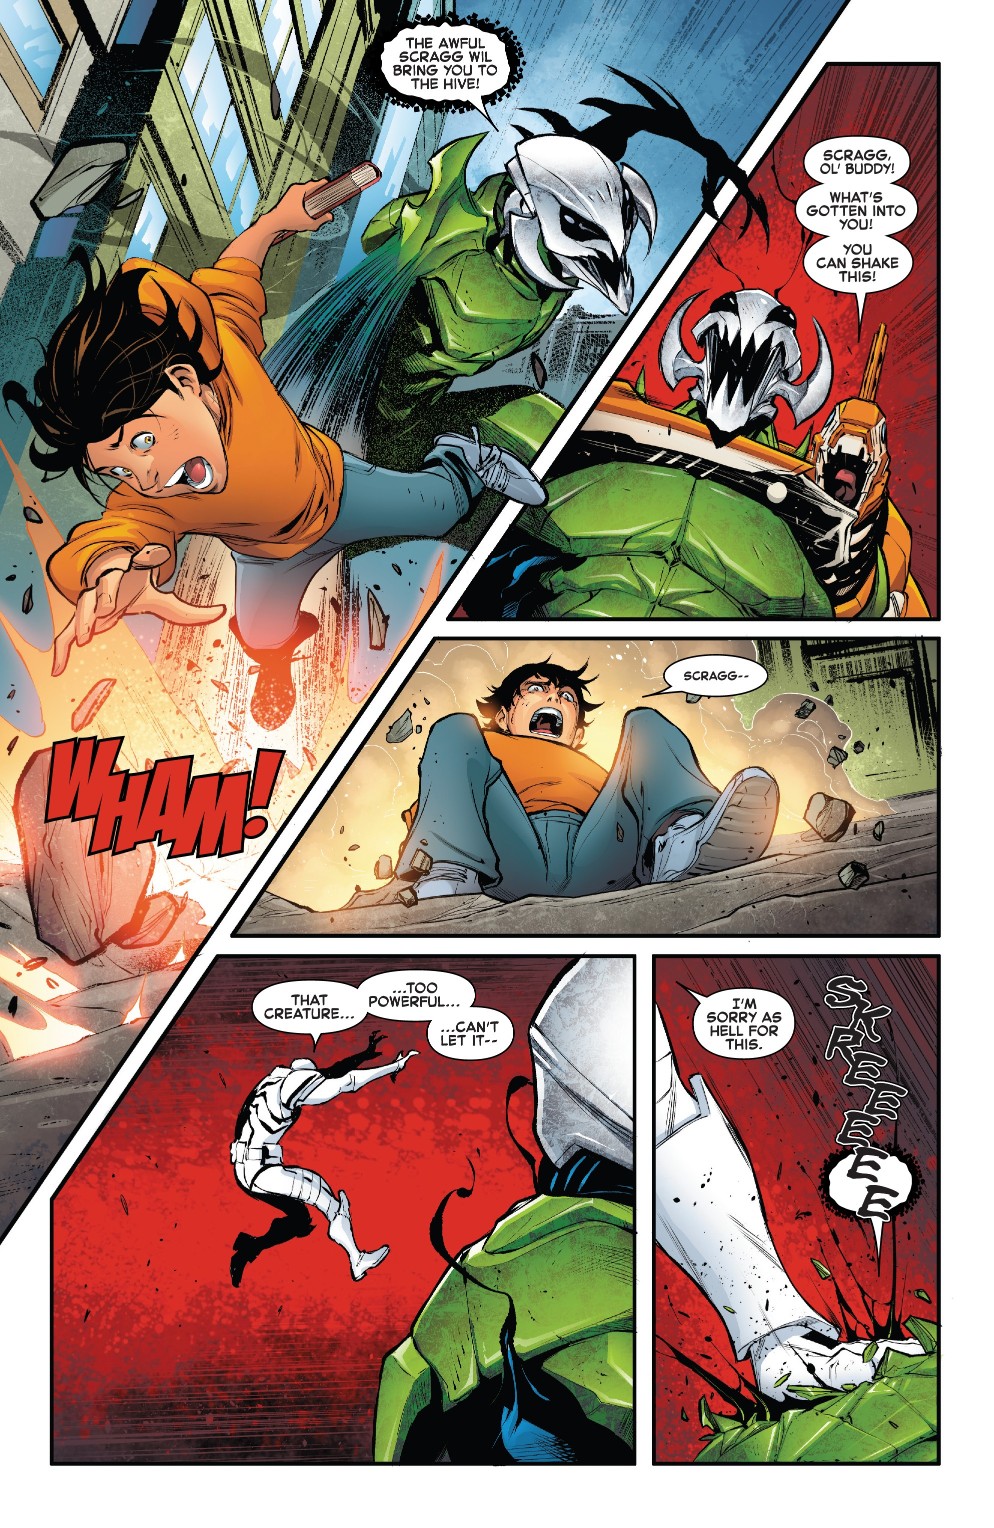 THE AWFUL
SCRAGG WIL
BRING YOU TO
THE HIVE!
SCRAGG,
OL' BUDDY!
WHAT'S
GOTTEN INTO
YOU!
YOU
CAN SHAKE
THIS!
WHAM!
SCRAGG--
THAT
CREATURE...
...TOO
POWERFUL...
...CAN'T
LET IT--
I'M
SORRY AS
HELL FOR
THIS.
SKREEEEEE